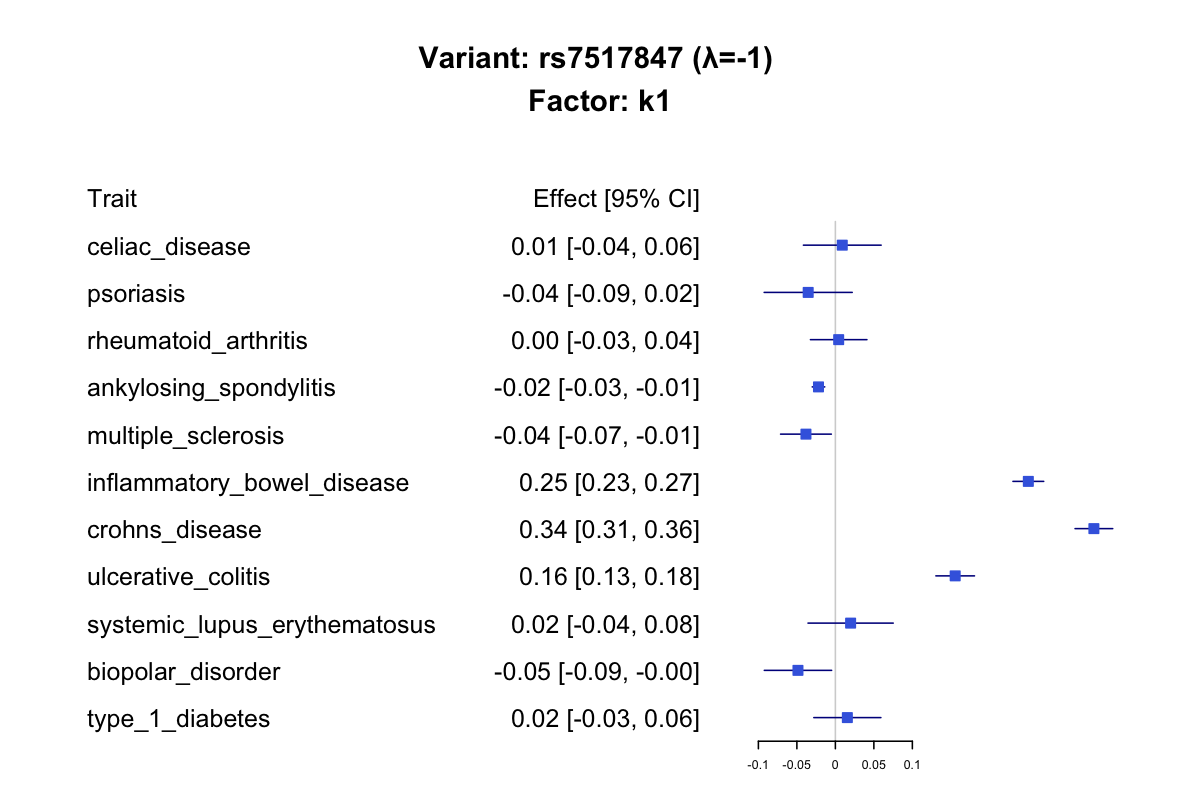 Variant: rs7517847 (λ=-1)
Factor: k1
Trait Effect [95% CI]
celiac_disease 0.01 [-0.04, 0.06]
psoriasis -0.04 [-0.09, 0.02]
rheumatoid_arthritis 0.00 [-0.03, 0.04]
ankylosing_spondylitis -0.02 [-0.03, -0.01]
multiple_sclerosis -0.04 [-0.07, -0.01]
inflammatory_bowel_disease 0.25 [0.23, 0.27]
crohns_disease 0.34 [0.31, 0.36]
ulcerative_colitis 0.16 [0.13, 0.18]
systemic_lupus_erythematosus 0.02 [-0.04, 0.08]
biopolar_disorder -0.05 [-0.09, -0.00]
type_1_diabetes 0.02 [-0.03, 0.06]
-0.1 -0.05 0 0.05 0.1